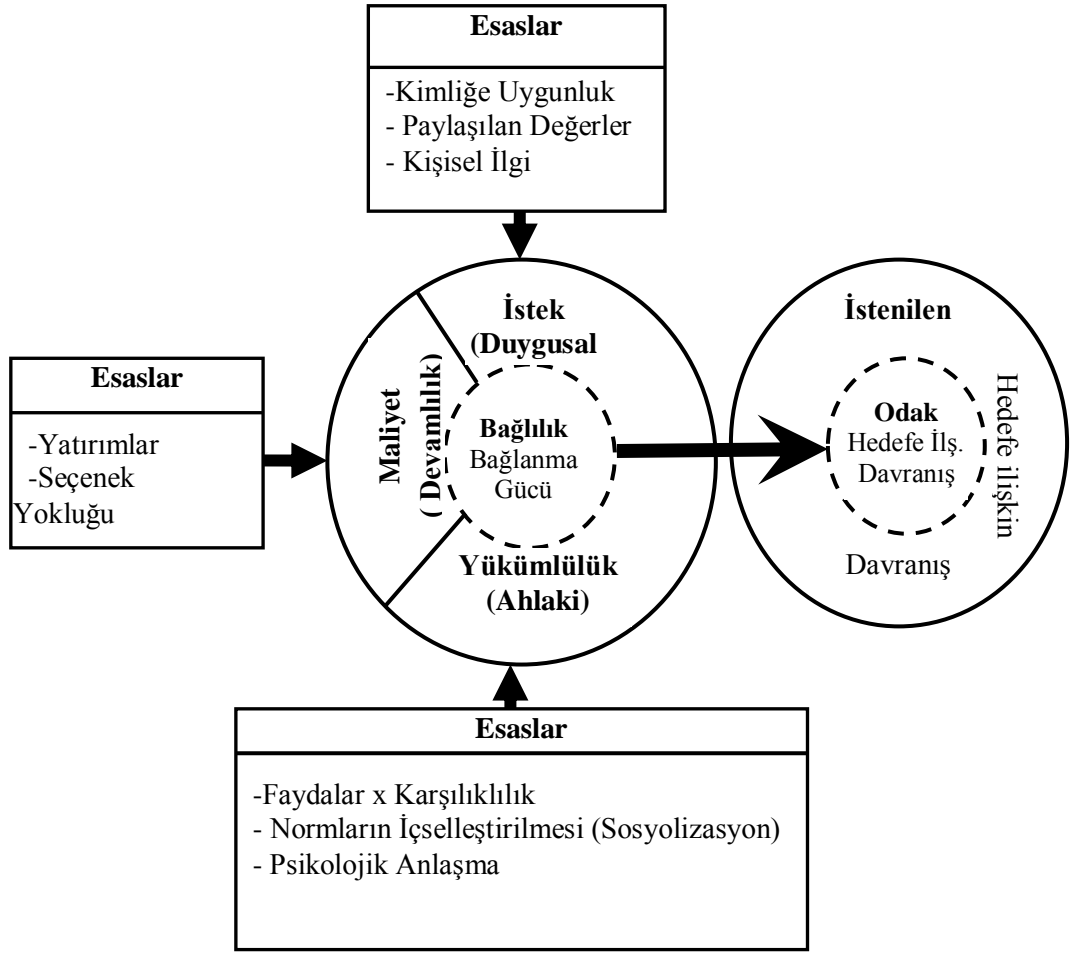 Esaslar
-Kimliğe Uygunluk
- Paylaşılan Değerler
- Kişisel İlgi
Esaslar
-Yatırımlar
-Seçenek
Yokluğu
Maliyet
( Devamlılık)
İstek
(Duygusal
Bağlılık
Bağlanma
Gücü
Yükümlülük
(Ahlaki)
İstenilen
Odak
Hedefe İlş.
Davranış
Hedefe ilişkin
Davranış
Esaslar
-Faydalar x Karşılıklılık
- Normların İçselleştirilmesi (Sosyolizasyon)
- Psikolojik Anlaşma